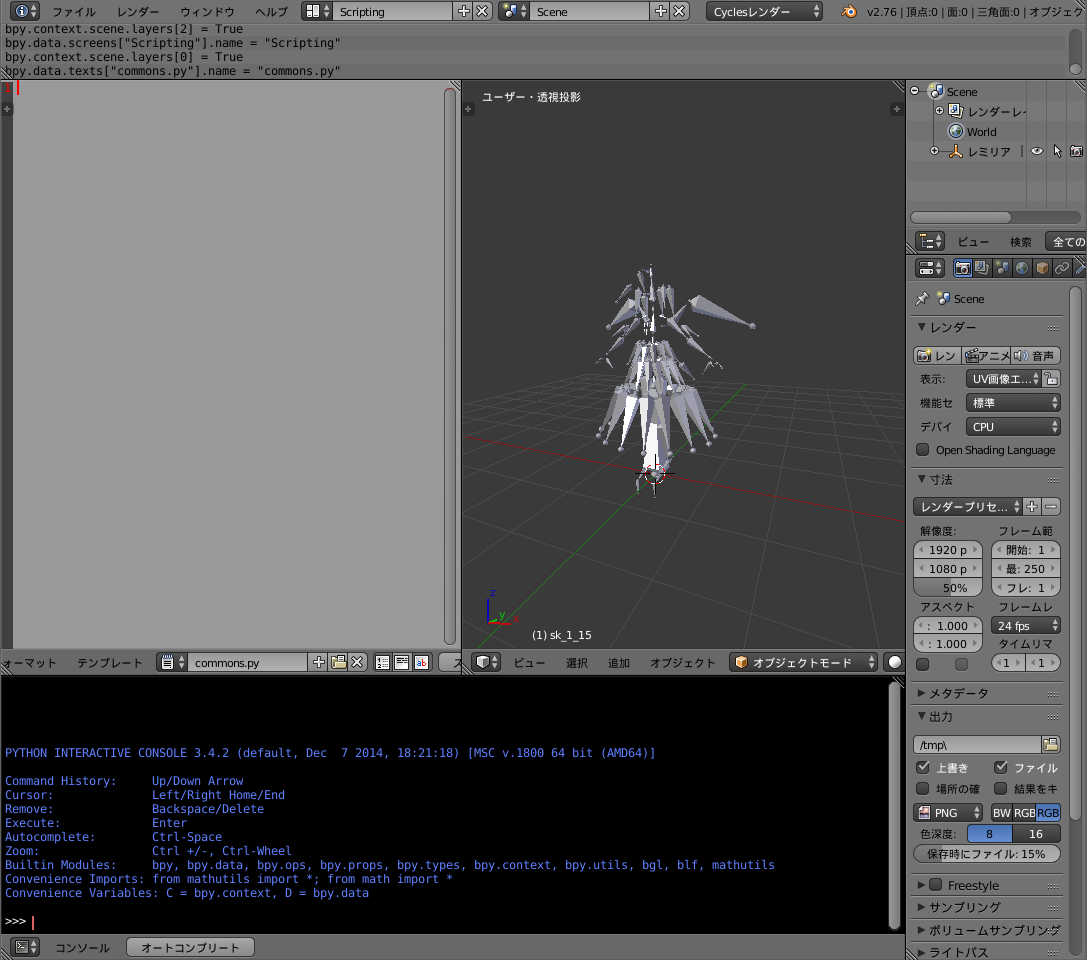 ファイル レンダー ウィンドウ ヘルプ Scripting Scene Cyclesレンダー v2.76 | 頂点:0 | 面:0 | 三角面:0 | オブジェク
bpy.context.scene.layers[2] = True
bpy.data.screens["Scripting"].name = "Scripting"
bpy.context.scene.layers[0] = True
bpy.data.texts["commons.py"].name = "commons.py"
1
ユーザー・透視投影
z
y
x
(1) sk_1_15
ォーマット テンプレート commons.py ス
ビュー 選択 追加 オブジェクト オブジェクトモード
PYTHON INTERACTIVE CONSOLE 3.4.2 (default, Dec  7 2014, 18:21:18) [MSC v.1800 64 bit (AMD64)]
Command History:     Up/Down Arrow
Cursor:              Left/Right Home/End
Remove:              Backspace/Delete
Execute:             Enter
Autocomplete:        Ctrl-Space
Zoom:                Ctrl +/-, Ctrl-Wheel
Builtin Modules:     bpy, bpy.data, bpy.ops, bpy.props, bpy.types, bpy.context, bpy.utils, bgl, blf, mathutils
Convenience Imports: from mathutils import *; from math import *
Convenience Variables: C = bpy.context, D = bpy.data
>>>
コンソール オートコンプリート
Scene
レンダーレイ
World
レミリア
ビュー 検索 全ての
Scene
レンダー
レン アニメ 音声
表示: UV画像エ...
機能セ 標準
デバイ CPU
Open Shading Language
寸法
レンダープリセ...
解像度: フレーム範
1920 p 開始: 1
1080 p 最: 250
50% フレ: 1
アスペクト フレームレ
: 1.000 24 fps
: 1.000 タイムリマ
1 1
メタデータ
出力
/tmp\
上書き ファイル
場所の確 結果をキ
PNG BW RGB RGB
色深度: 8 16
保存時にファイル: 15%
Freestyle
サンプリング
ボリュームサンプリング
ライトパス